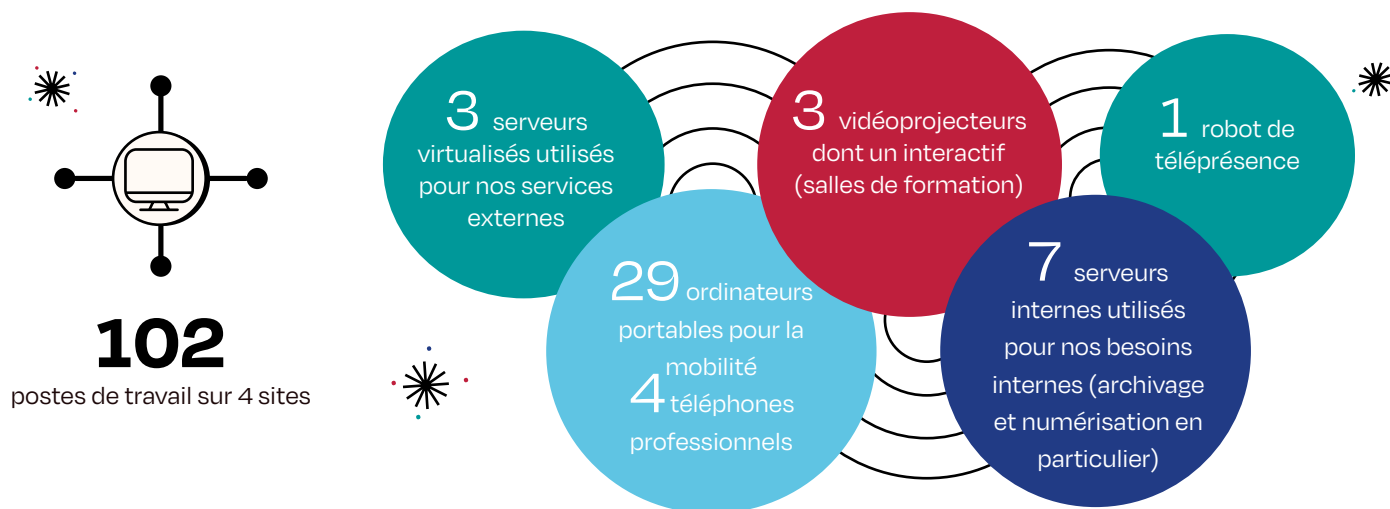 102
postes de travail sur 4 sites
3 serveurs
virtualisés utilisés
pour nos services
externes
29 ordinateurs
portables pour la
mobilité
4 téléphones
professionnels
3 vidéoprojecteurs
dont un interactif
(salles de formation)
7 serveurs
internes utilisés
pour nos besoins
internes (archivage
et numérisation en
particulier)
1 robot de
téléprésence